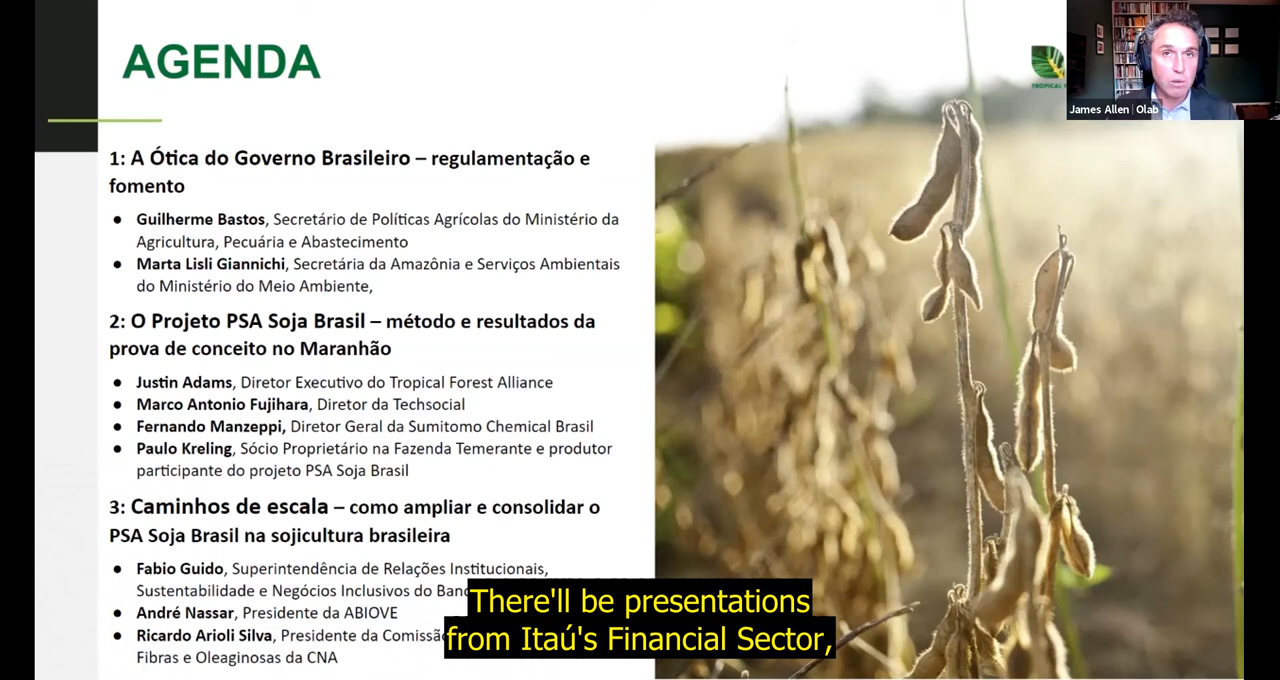 AGENDA
James Allen | Olab
1: A Ótica do Governo Brasileiro – regulamentação e
fomento
● Guilherme Bastos, Secretário de Políticas Agrícolas do Ministério da
Agricultura, Pecuária e Abastecimento
● Marta Lisli Giannichi, Secretária da Amazônia e Serviços Ambientais
do Ministério do Meio Ambiente,
2: O Projeto PSA Soja Brasil – método e resultados da
prova de conceito no Maranhão
● Justin Adams, Diretor Executivo do Tropical Forest Alliance
● Marco Antonio Fujihara, Diretor da Techsocial
● Fernando Manzeppi, Diretor Geral da Sumitomo Chemical Brasil
● Paulo Kreling, Sócio Proprietário na Fazenda Temerante e produtor
participante do projeto PSA Soja Brasil
3: Caminhos de escala – como ampliar e consolidar o
PSA Soja Brasil na sojicultura brasileira
● Fabio Guido, Superintendência de Relações Institucionais,
Sustentabilidade e Negócios Inclusivos do
● André Nassar, Presidente da ABIOVE
● Ricardo Arioli Silva, Presidente da
Fibras e Oleaginosas da CNA
There'll be presentations
from Itaú's Financial Sector,